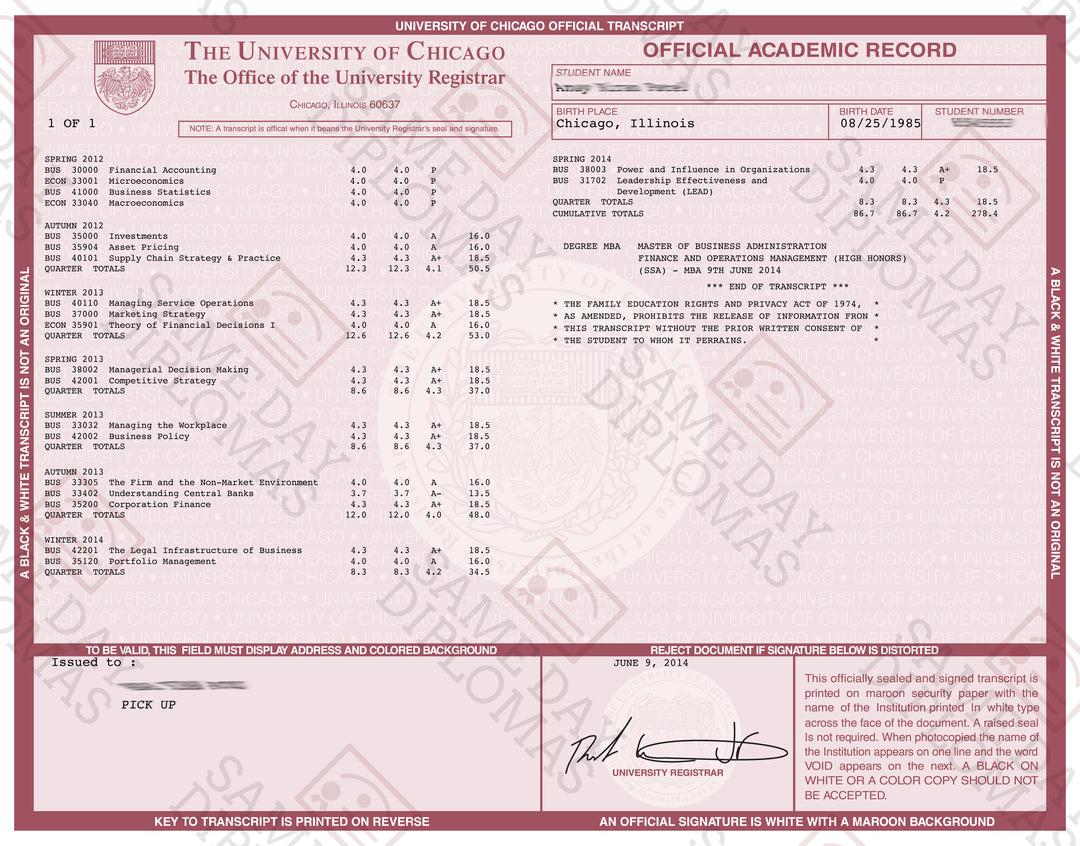 UNIVERSITY OF CHICAGO OFFICIAL TRANSCRIPT
THE UNIVERSITY OF CHICAGO
The Office of the University Registrar
CHICAGO, ILLINOIS 60637
1 OF 1
NOTE: A transcript is offical when it beans the University Registrar's seal and signature.
OFFICIAL ACADEMIC RECORD
STUDENT NAME
BIRTH PLACE
Chicago, Illinois
BIRTH DATE
08/25/1985
STUDENT NUMBER
SPRING 2012
BUS 30000 Financial Accounting 4.0 4.0 P
ECON 33001 Microeconomics 4.0 4.0 P
BUS 41000 Business Statistics 4.0 4.0 P
ECON 33040 Macroeconomics 4.0 4.0 P
AUTUMN 2012
BUS 35000 Investments 4.0 4.0 A 16.0
BUS 35904 Asset Pricing 4.0 4.0 A 16.0
BUS 40101 Supply Chain Strategy & Practice 4.3 4.3 A+ 18.5
QUARTER TOTALS 12.3 12.3 4.1 50.5
WINTER 2013
BUS 40110 Managing Service Operations 4.3 4.3 A+ 18.5
BUS 37000 Marketing Strategy 4.3 4.3 A+ 18.5
ECON 35901 Theory of Financial Decisions I 4.0 4.0 A 16.0
QUARTER TOTALS 12.6 12.6 4.2 53.0
SPRING 2013
BUS 38002 Managerial Decision Making 4.3 4.3 A+ 18.5
BUS 42001 Competitive Strategy 4.3 4.3 A+ 18.5
QUARTER TOTALS 8.6 8.6 4.3 37.0
SUMMER 2013
BUS 33032 Managing the Workplace 4.3 4.3 A+ 18.5
BUS 42002 Business Policy 4.3 4.3 A+ 18.5
QUARTER TOTALS 8.6 8.6 4.3 37.0
AUTUMN 2013
BUS 33305 The Firm and the Non-Market Environment 4.0 4.0 A 16.0
BUS 33402 Understanding Central Banks 3.7 3.7 A- 13.5
BUS 35200 Corporation Finance 4.3 4.3 A+ 18.5
QUARTER TOTALS 12.0 12.0 4.0 48.0
WINTER 2014
BUS 42201 The Legal Infrastructure of Business 4.3 4.3 A+ 18.5
BUS 35120 Portfolio Management 4.0 4.0 A 16.0
QUARTER TOTALS 8.3 8.3 4.2 34.5
SPRING 2014
BUS 38003 Power and Influence in Organizations 4.3 4.3 A+ 18.5
BUS 31702 Leadership Effectiveness and 4.0 4.0 P
Development (LEAD)
QUARTER TOTALS 8.3 8.3 4.3 18.5
CUMULATIVE TOTALS 86.7 86.7 4.2 278.4
DEGREE MBA MASTER OF BUSINESS ADMINISTRATION
FINANCE AND OPERATIONS MANAGEMENT (HIGH HONORS)
(SSA) - MBA 9TH JUNE 2014
*** END OF TRANSCRIPT ***
* THE FAMILY EDUCATION RIGHTS AND PRIVACY ACT OF 1974, *
* AS AMENDED, PROHIBITS THE RELEASE OF INFORMATION FRON *
* THIS TRANSCRIPT WITHOUT THE PRIOR WRITTEN CONSENT OF *
* THE STUDENT TO WHOM IT PERRAINS. *
A BLACK & WHITE TRANSCRIPT IS NOT AN ORIGINAL
A BLACK & WHITE TRANSCRIPT IS NOT AN ORIGINAL
SAME DAY DIPLOMAS
TO BE VALID, THIS FIELD MUST DISPLAY ADDRESS AND COLORED BACKGROUND
Issued to :
PICK UP
REJECT DOCUMENT IF SIGNATURE BELOW IS DISTORTED
JUNE 9, 2014
UNIVERSITY REGISTRAR
This officially sealed and signed transcript is
printed on maroon security paper with the
name of the Institution printed In white type
across the face of the document. A raised seal
Is not required. When photocopied the name of
the Institution appears on one line and the word
VOID appears on the next. A BLACK ON
WHITE OR A COLOR COPY SHOULD NOT
BE ACCEPTED.
KEY TO TRANSCRIPT IS PRINTED ON REVERSE
AN OFFICIAL SIGNATURE IS WHITE WITH A MAROON BACKGROUND